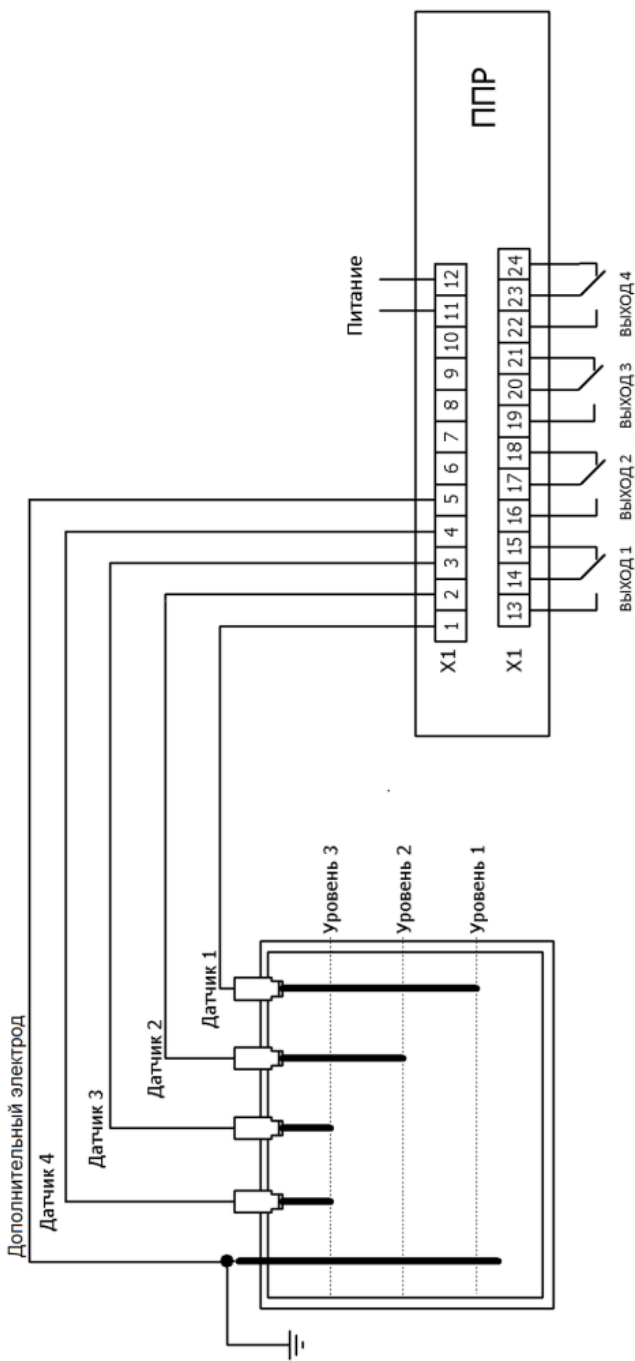 Дополнительный электрод
Датчик 4
Датчик 3
Датчик 2
Датчик 1
Уровень 3
Уровень 2
Уровень 1
Питание
ППР
X1
1 2 3 4 5 6 7 8 9 10 11 12
X1
13 14 15 16 17 18 19 20 21 22 23 24
ВЫХОД 1
ВЫХОД 2
ВЫХОД 3
ВЫХОД 4